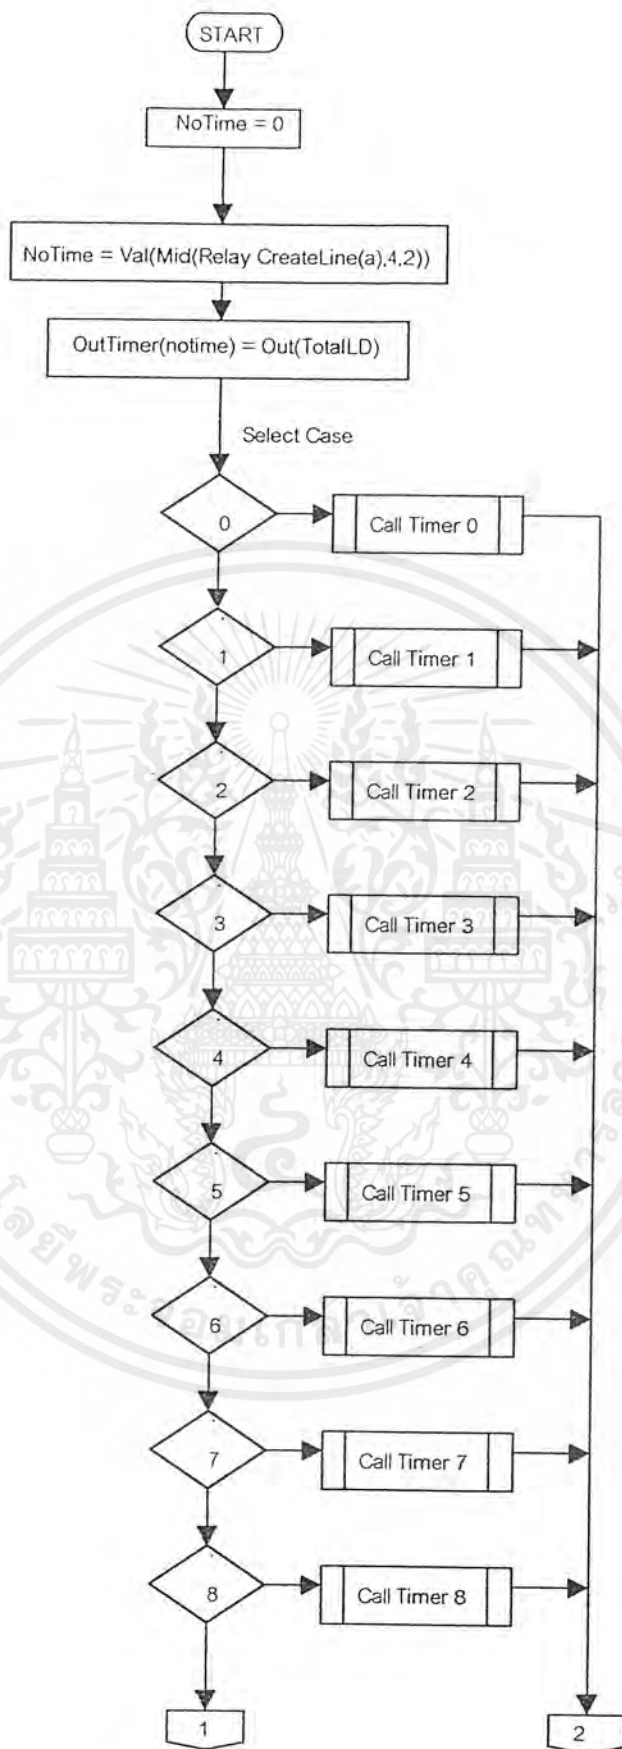 START
NoTime = 0
NoTime = Val(Mid(Relay CreateLine(a),4,2))
OutTimer(notime) = Out(TotalLD)
Select Case
0
Call Timer 0
1
Call Timer 1
2
Call Timer 2
3
Call Timer 3
4
Call Timer 4
5
Call Timer 5
6
Call Timer 6
7
Call Timer 7
8
Call Timer 8
1
2